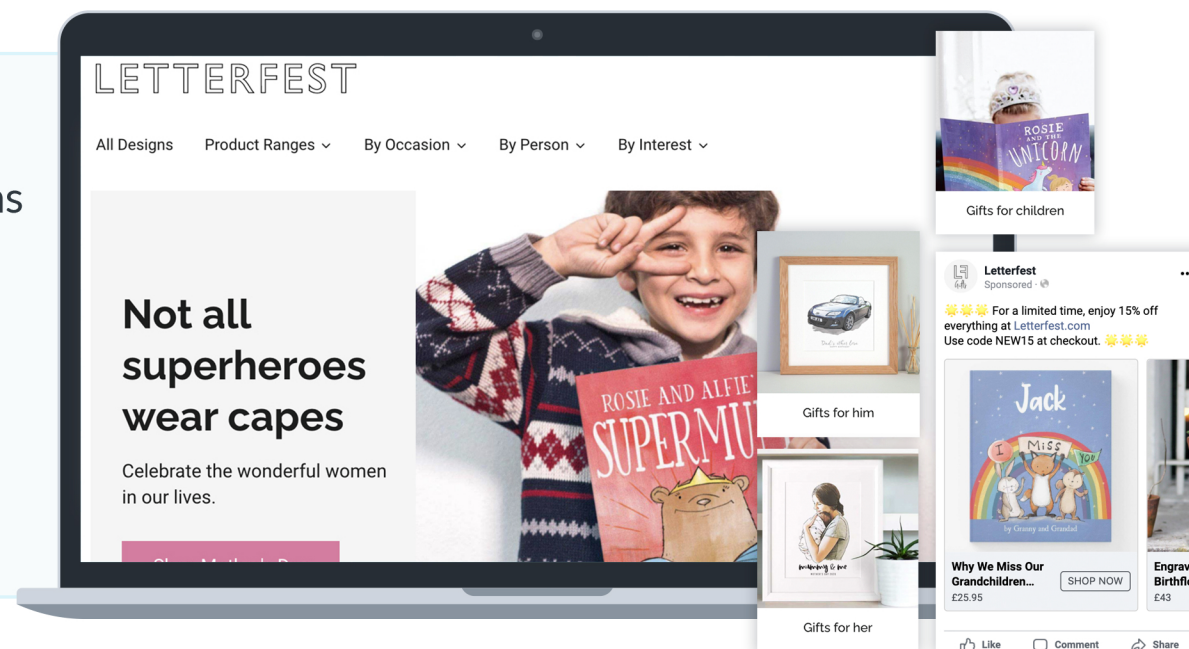 LETTERFEST
All Designs
Product Ranges
By Occasion
By Person
By Interest
Not all
superheroes
wear capes
Celebrate the wonderful women
in our lives.
ROSIE AND ALFIE
ROSIE
AND THE
UNICORN
Gifts for children
Gifts for him
mummy & me
Gifts for her
Letterfest
Sponsored ·
For a limited time, enjoy 15% off
everything at Letterfest.com
Use code NEW15 at checkout.
Jack
I MISS YOU
by Granny and Grandad
Why We Miss Our
Grandchildren...
SHOP NOW
£25.95
£43
Like
Comment
Share